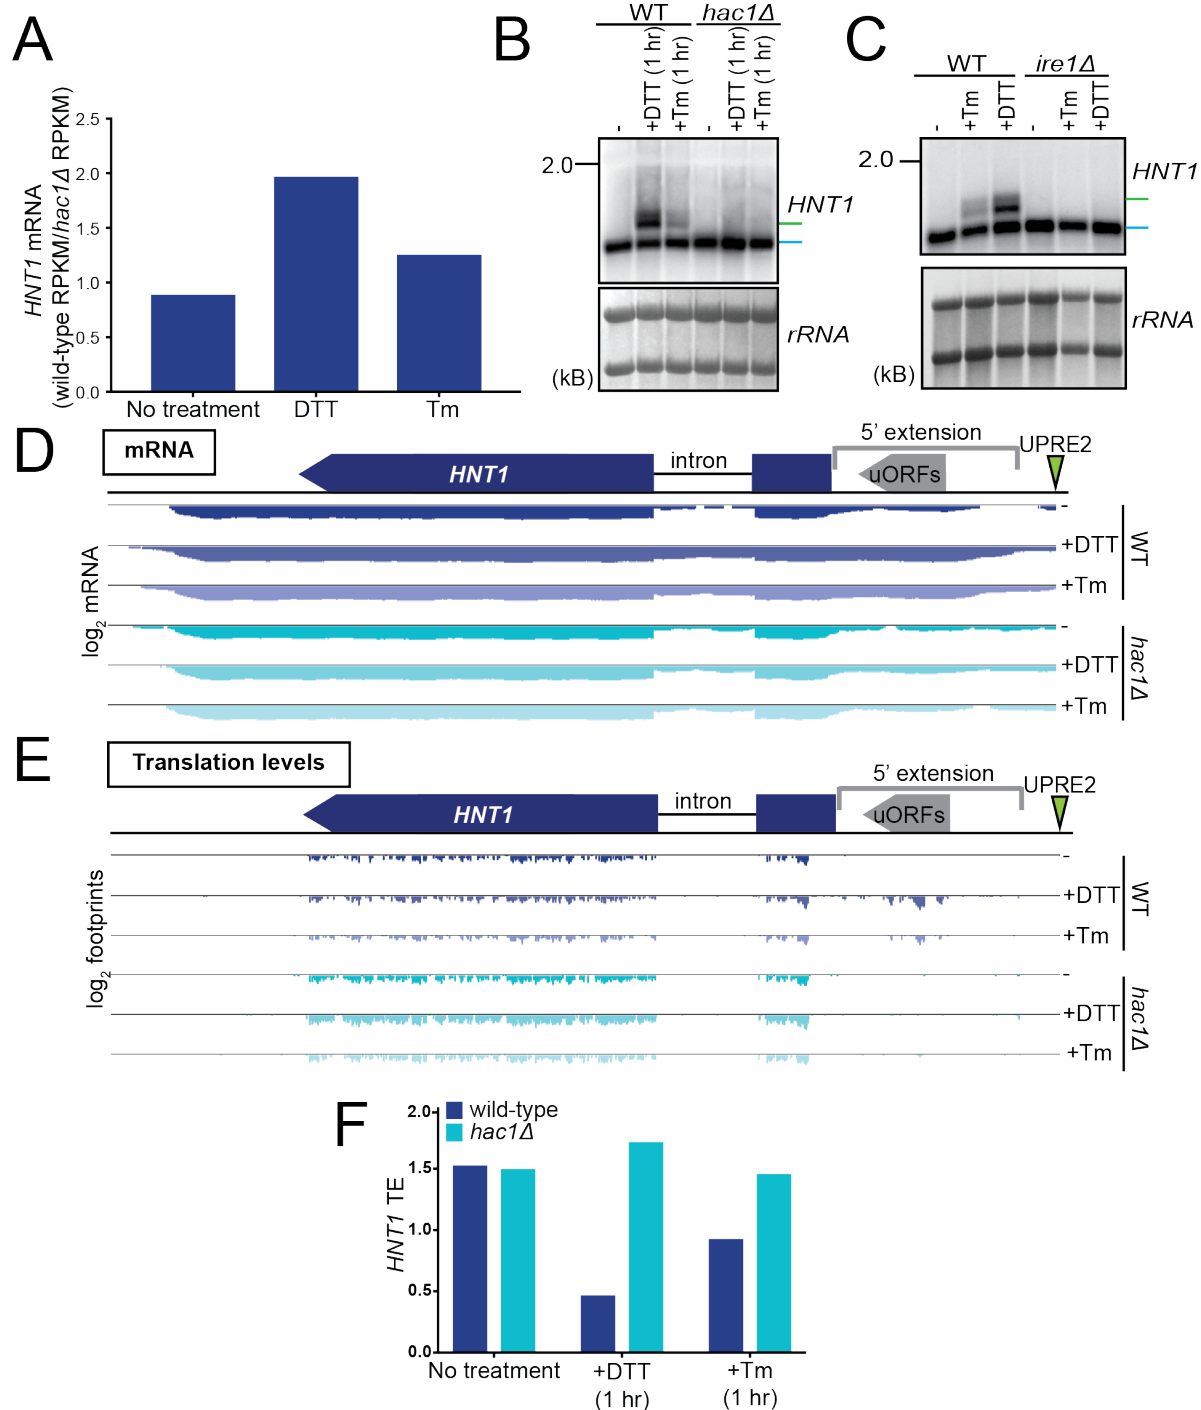 A
HNT1 mRNA
(wild-type RPKM/hac1Δ RPKM)
2.5
2.0
1.5
1.0
0.5
0.0
No treatment
DTT
Tm
B
WT
hac1Δ
-
+DTT (1 hr)
+Tm (1 hr)
-
+DTT (1 hr)
+Tm (1 hr)
2.0
HNT1
rRNA
(kB)
C
WT
ire1Δ
-
+Tm
+DTT
-
+Tm
+DTT
2.0
HNT1
rRNA
(kB)
D
mRNA
HNT1
intron
5’ extension
uORFs
UPRE2
log2 mRNA
-
+DTT
+Tm
WT
-
+DTT
+Tm
hac1Δ
E
Translation levels
HNT1
intron
5’ extension
uORFs
UPRE2
log2 footprints
-
+DTT
+Tm
WT
-
+DTT
+Tm
hac1Δ
F
wild-type
hac1Δ
HNT1 TE
2.0
1.5
1.0
0.5
0.0
No treatment
+DTT
(1 hr)
+Tm
(1 hr)